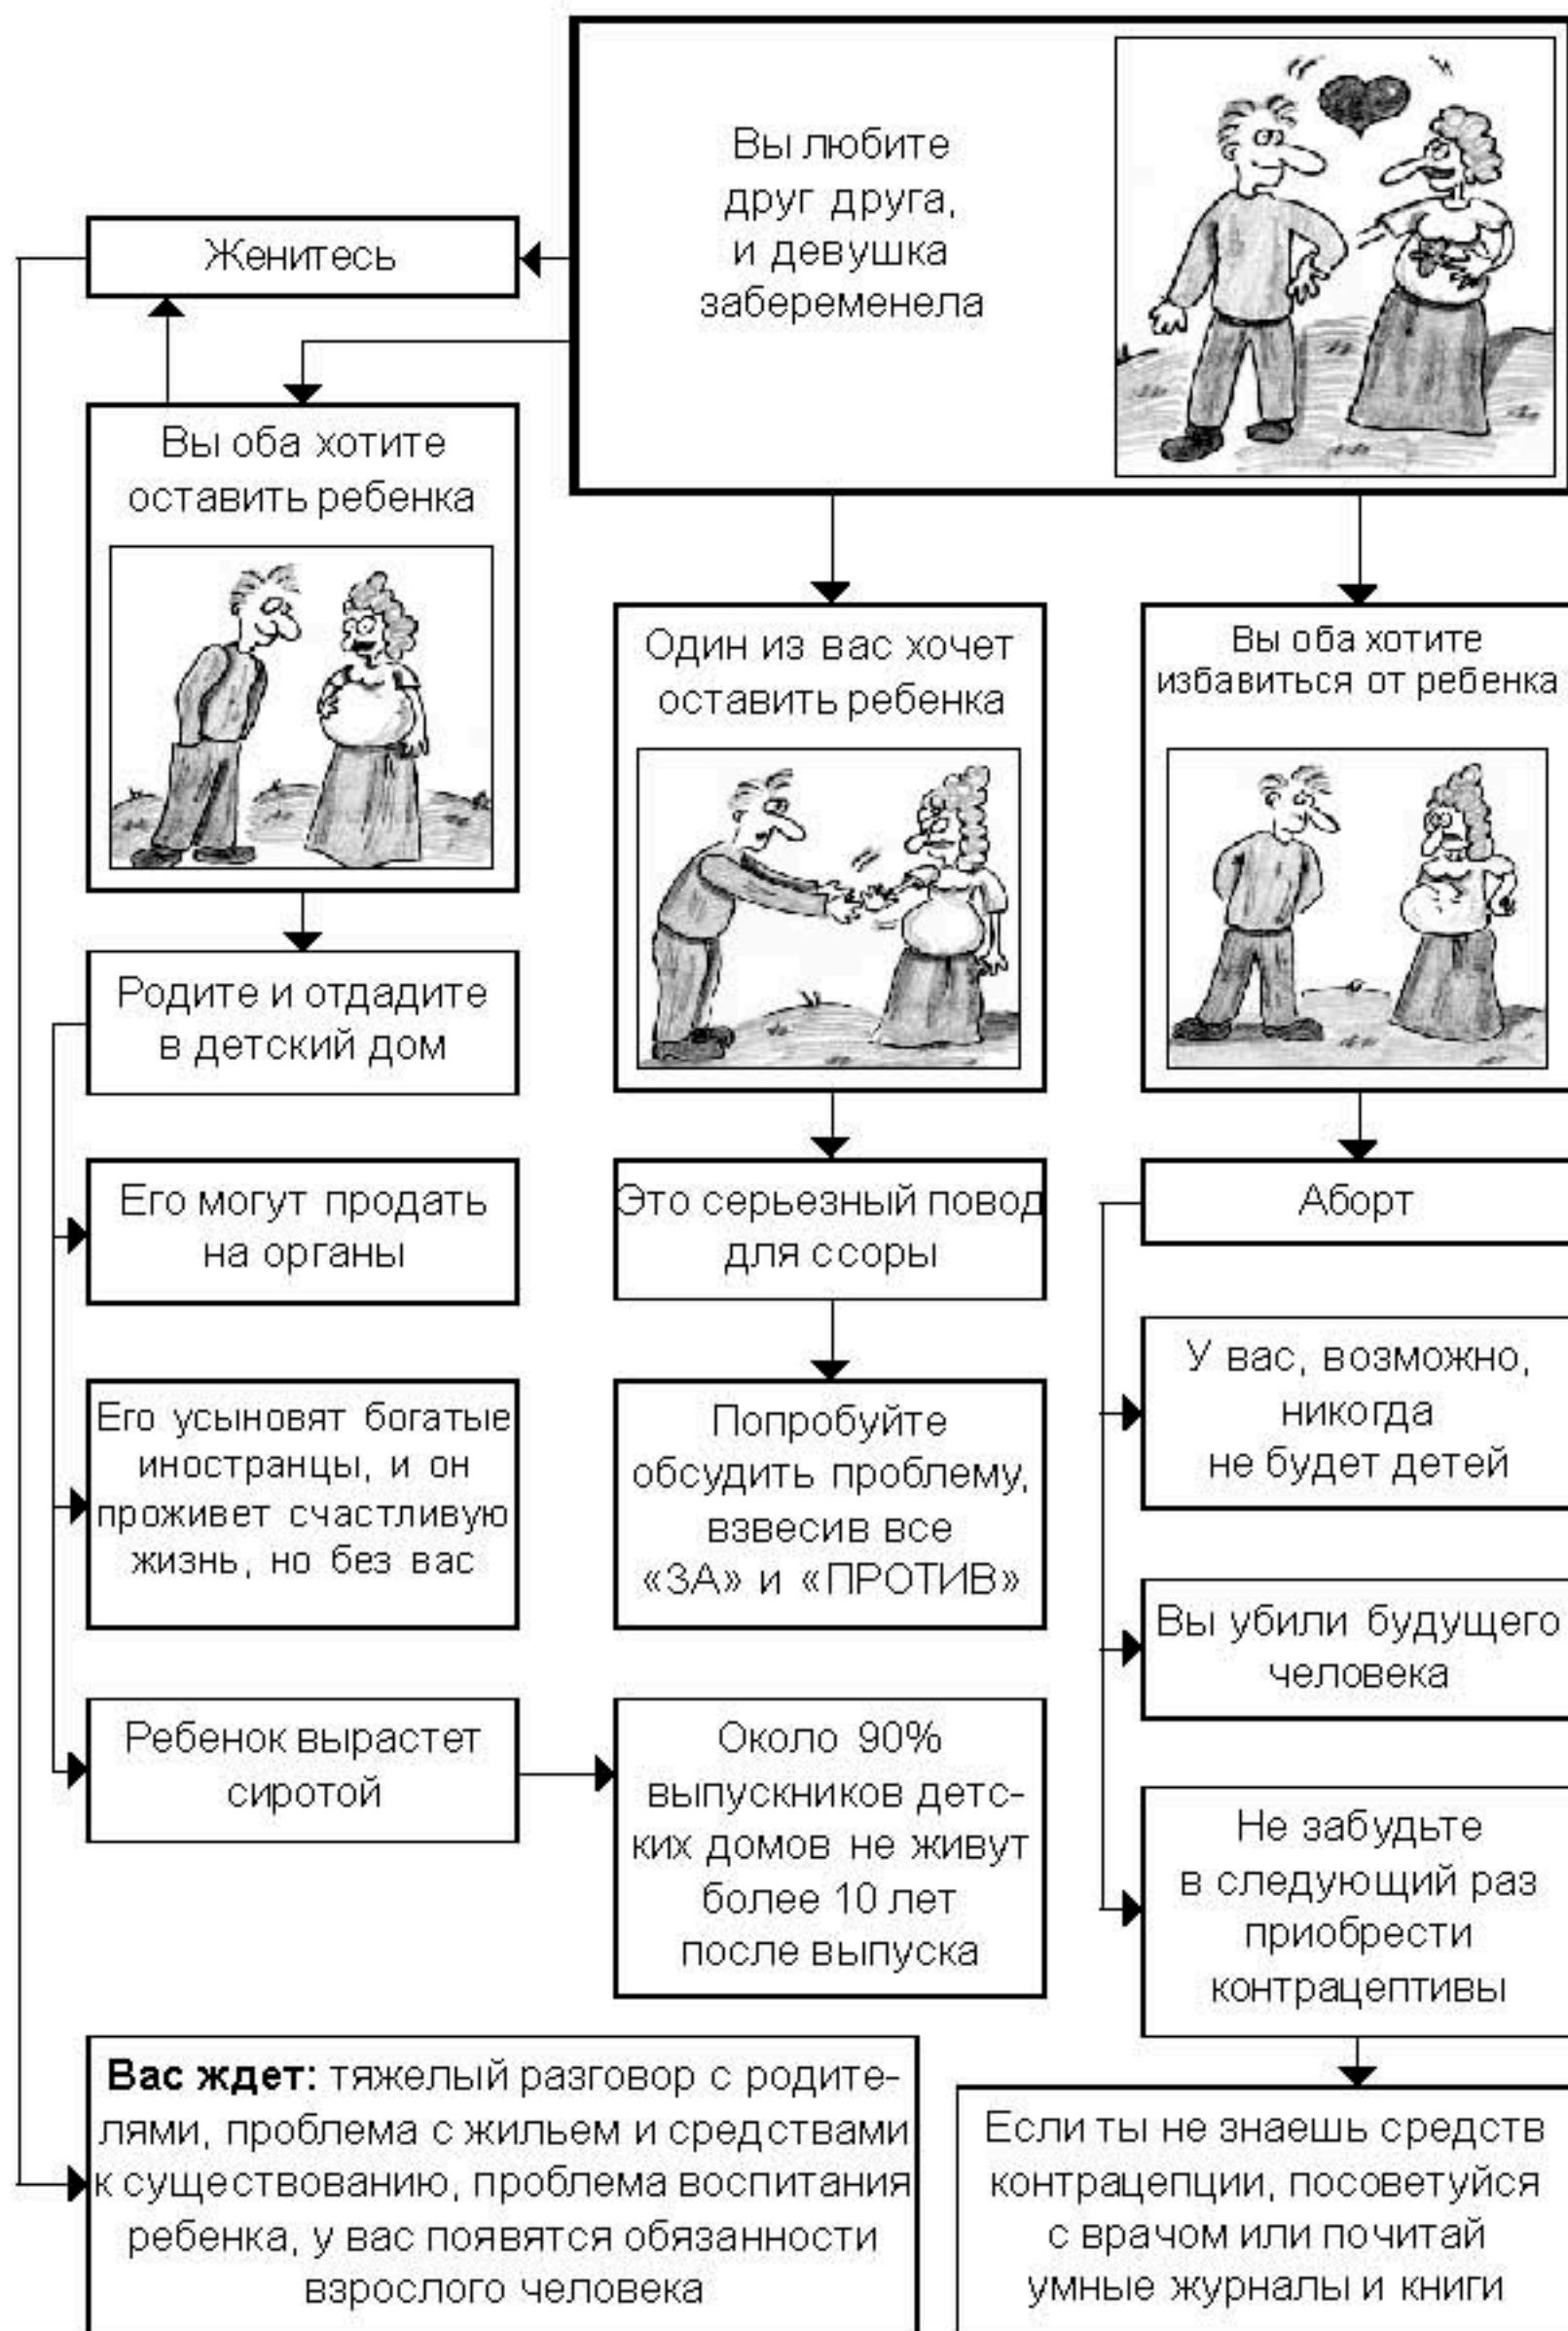 Вы любите
друг друга,
и девушка
забеременела
Женитесь
Вы оба хотите
оставить ребенка
Один из вас хочет
оставить ребенка
Вы оба хотите
избавиться от ребенка
Родите и отдадите
в детский дом
Его могут продать
на органы
Это серьезный повод
для ссоры
Аборт
Его усыновят богатые
иностранцы, и он
проживет счастливую
жизнь, но без вас
Попробуйте
обсудить проблему,
взвесив все
«ЗА» и «ПРОТИВ»
У вас, возможно,
никогда
не будет детей
Вы убили будущего
человека
Ребенок вырастет
сиротой
Около 90%
выпускников детс-
ких домов не живут
более 10 лет
после выпуска
Не забудьте
в следующий раз
приобрести
контрацептивы
Вас ждет: тяжелый разговор с родите-
лями, проблема с жильем и средствами
к существованию, проблема воспитания
ребенка, у вас появятся обязанности
взрослого человека
Если ты не знаешь средств
контрацепции, посоветуйся
с врачом или почитай
умные журналы и книги